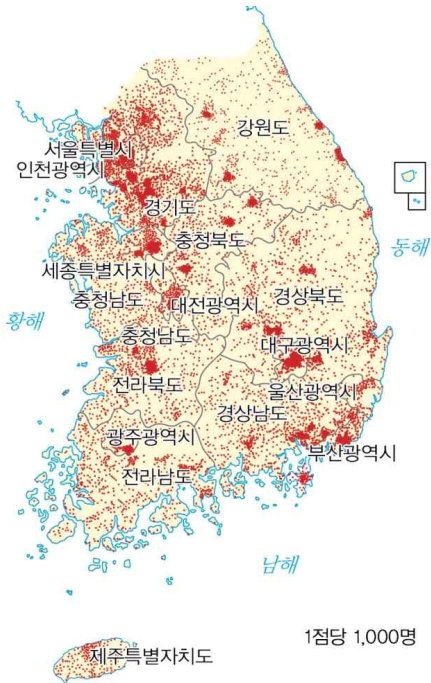 강원도
서울특별시
인천광역시
경기도
충청북도
동해
세종특별자치시
충청남도
대전광역시
경상북도
황해
충청남도
대구광역시
전라북도
울산광역시
경상남도
광주광역시
부산광역시
전라남도
남해
1점당 1,000명
제주특별자치도